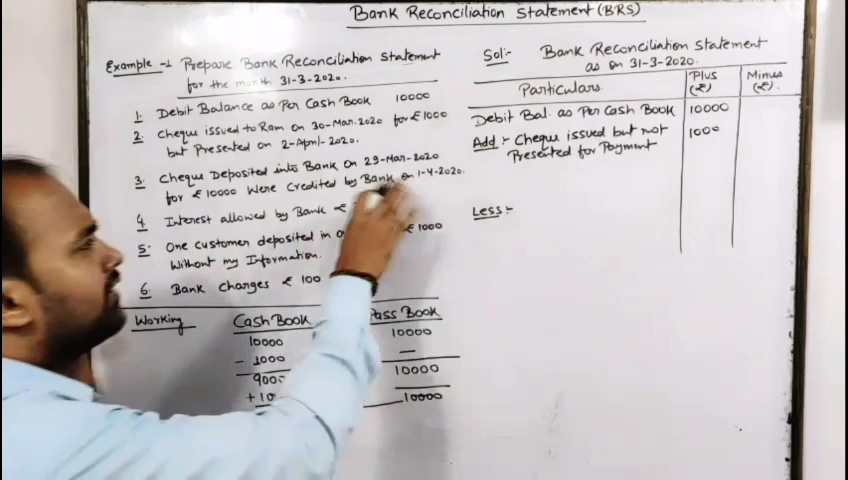 Bank Reconciliation Statement (BRS)
Example -1 Prepare Bank Reconciliation Statement
for the month 31-3-2020.
1. Debit Balance as Per Cash Book 10000
2. Cheque issued to Ram on 30-Mar-2020 for ₹1000
but Presented on 2-April-2020.
3. Cheque Deposited into Bank on 29-Mar-2020
for ₹10000 Were Credited by Bank on 1-4-2020.
4 Interest allowed by Bank ₹
5. One customer deposited in ₹1000
Without my Information.
6. Bank charges ₹ 100
Working
Cash Book Pass Book
10000 10000
- 1000 —
900 10000
+10 10000
Sol:- Bank Reconciliation Statement
as on 31-3-2020.
Particulars Plus (₹) Minus (₹).
Debit Bal. as Per Cash Book 10000
Add:- Cheque issued but not 1000
Presented for Payment
Less:-